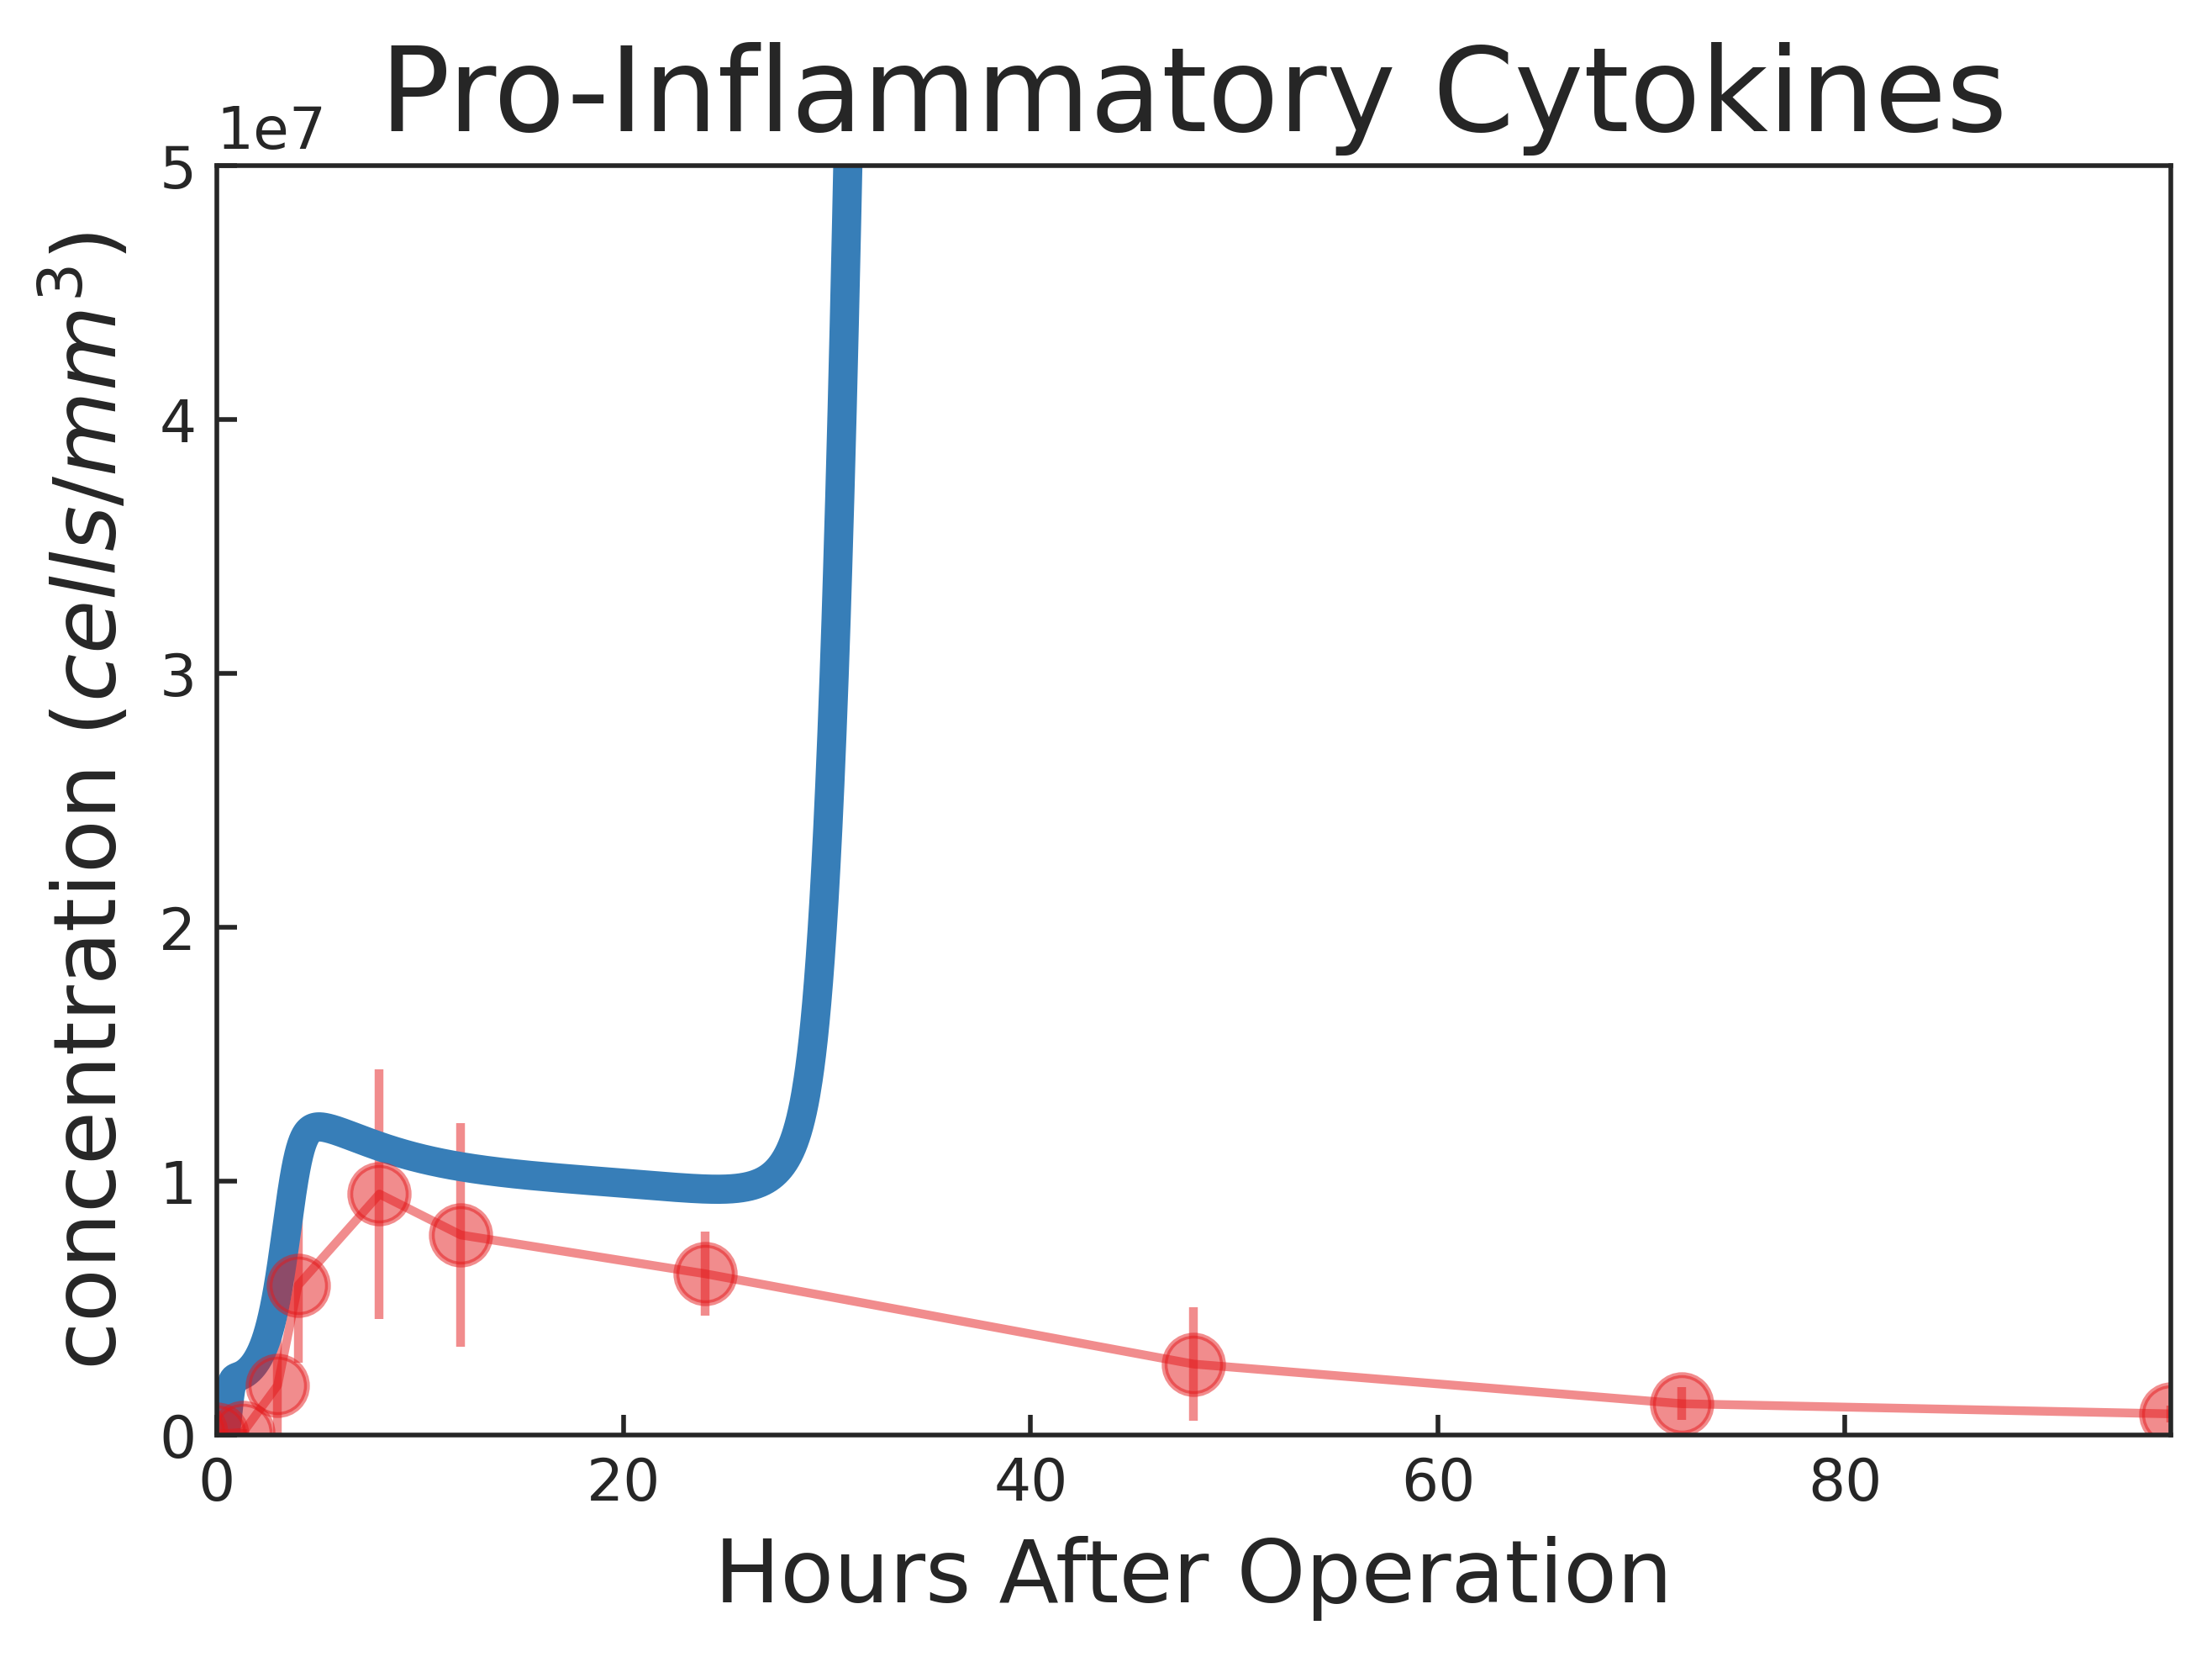 Pro-Inflammatory Cytokines
1e7
5
4
3
2
1
0
concentration (cells/mm³)
0 20 40 60 80
Hours After Operation